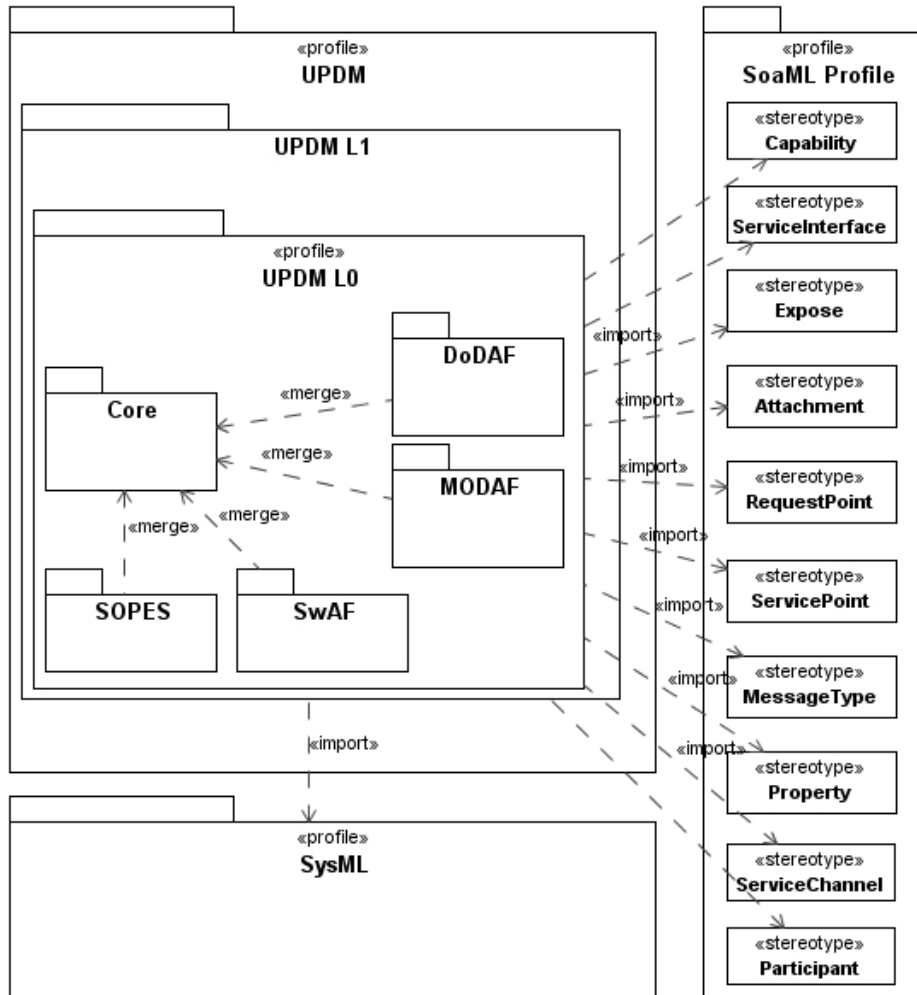 «profile»
UPDM
UPDM L1
«profile»
UPDM L0
DoDAF
«merge»
Core
«merge»
MODAF
«merge»
«merge»
SOPES
SwAF
«import»
«profile»
SysML
«import»
«import»
«import»
«import»
«import»
«import»
«import»
«profile»
SoaML Profile
«stereotype»
Capability
«stereotype»
ServiceInterface
«stereotype»
Expose
«stereotype»
Attachment
«stereotype»
RequestPoint
«stereotype»
ServicePoint
«stereotype»
MessageType
«stereotype»
Property
«stereotype»
ServiceChannel
«stereotype»
Participant